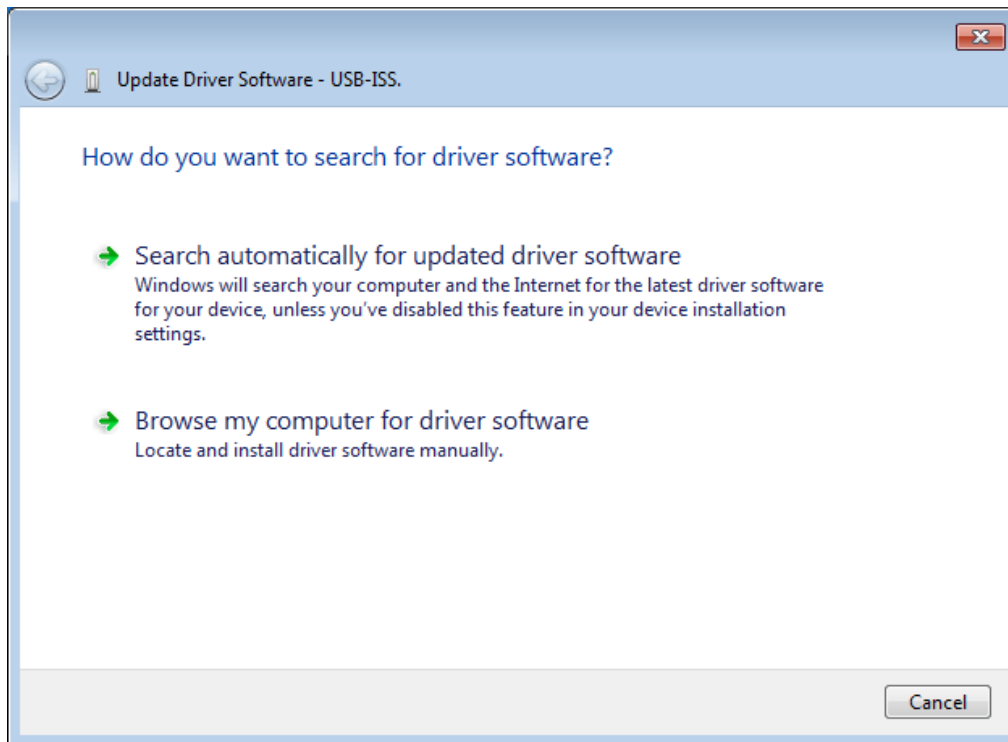 Update Driver Software - USB-ISS.
How do you want to search for driver software?
Search automatically for updated driver software
Windows will search your computer and the Internet for the latest driver software
for your device, unless you've disabled this feature in your device installation
settings.
Browse my computer for driver software
Locate and install driver software manually.
Cancel